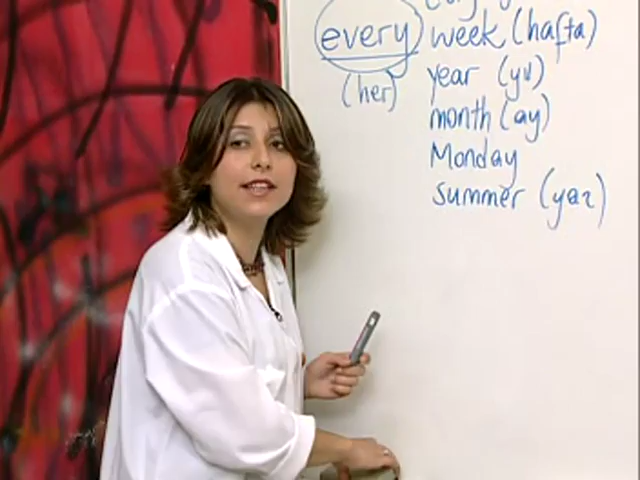 every week (hafta)
(her) year (yıl)
month (ay)
Monday
summer (yaz)